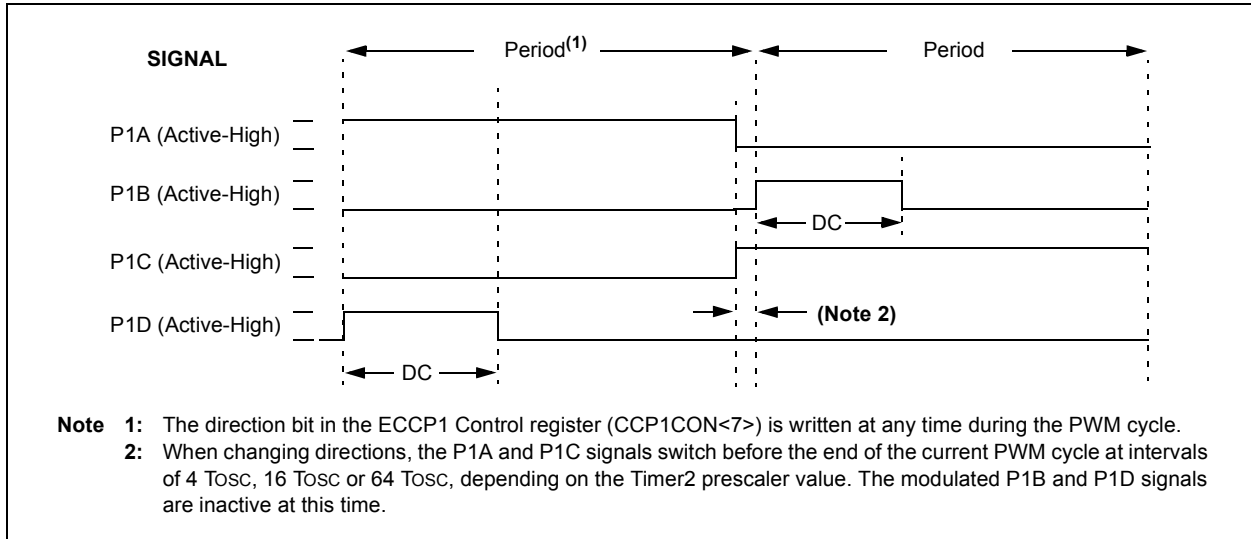 SIGNAL
Period(1)
Period
P1A (Active-High)
P1B (Active-High)
DC
P1C (Active-High)
P1D (Active-High)
(Note 2)
DC
Note 1: The direction bit in the ECCP1 Control register (CCP1CON<7>) is written at any time during the PWM cycle.
2: When changing directions, the P1A and P1C signals switch before the end of the current PWM cycle at intervals
of 4 TOSC, 16 TOSC or 64 TOSC, depending on the Timer2 prescaler value. The modulated P1B and P1D signals
are inactive at this time.